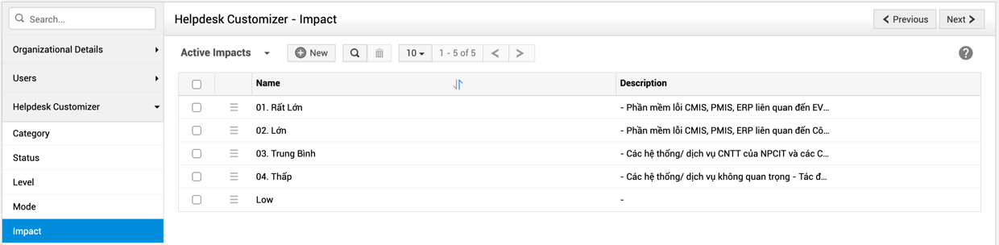 Search...
Helpdesk Customizer - Impact
Previous
Next
Organizational Details
Users
Helpdesk Customizer
Category
Status
Level
Mode
Impact
Active Impacts
New
10
1 - 5 of 5
Name
Description
01. Rất Lớn
- Phần mềm lỗi CMIS, PMIS, ERP liên quan đến EV...
02. Lớn
- Phần mềm lỗi CMIS, PMIS, ERP liên quan đến Cô...
03. Trung Bình
- Các hệ thống/ dịch vụ CNTT của NPCIT và các C...
04. Thấp
- Các hệ thống/ dịch vụ không quan trọng - Tác đ...
Low
-